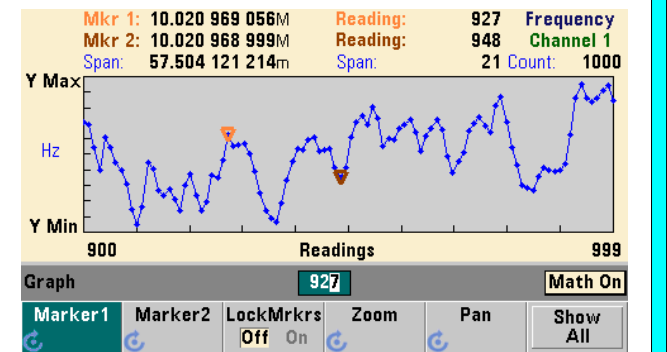 Mkr 1: 10.020 969 056M Reading: 927 Frequency
Mkr 2: 10.020 968 999M Reading: 948 Channel 1
Span: 57.504 121 214m Span: 21 Count: 1000
Y Max
Hz
Y Min
900 Readings 999
Graph 927 Math On
Marker1 Marker2 LockMrkrs Zoom Pan Show All
Off On